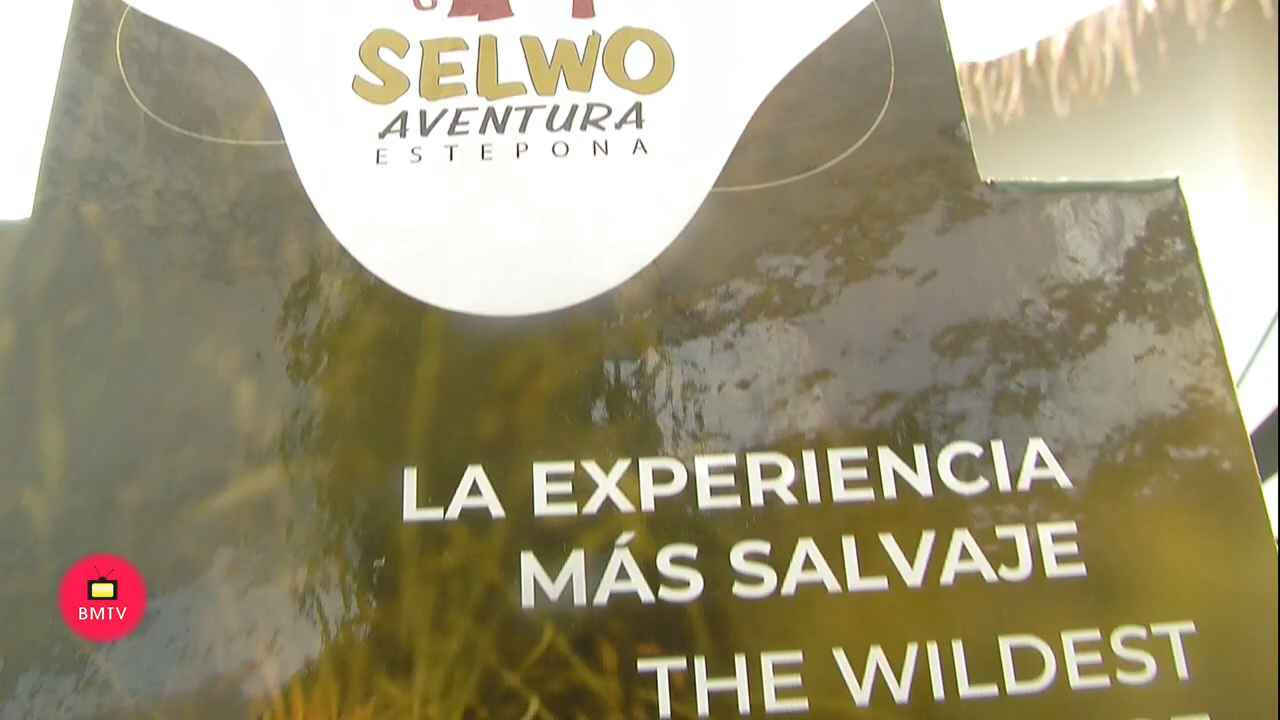 SELWO
AVENTURA
ESTEPONA
LA EXPERIENCIA
MÁS SALVAJE
THE WILDEST
BMTV